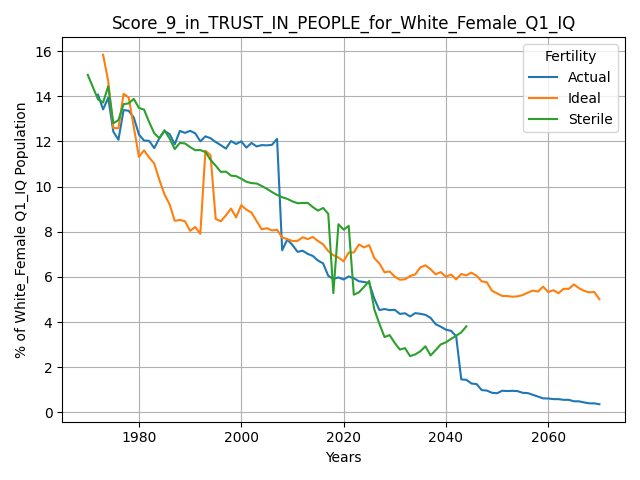 Score_9_in_TRUST_IN_PEOPLE_for_White_Female_Q1_IQ
Fertility
Actual
Ideal
Sterile
% of White_Female Q1_IQ Population
16
14
12
10
8
6
4
2
0
1980 2000 2020 2040 2060
Years